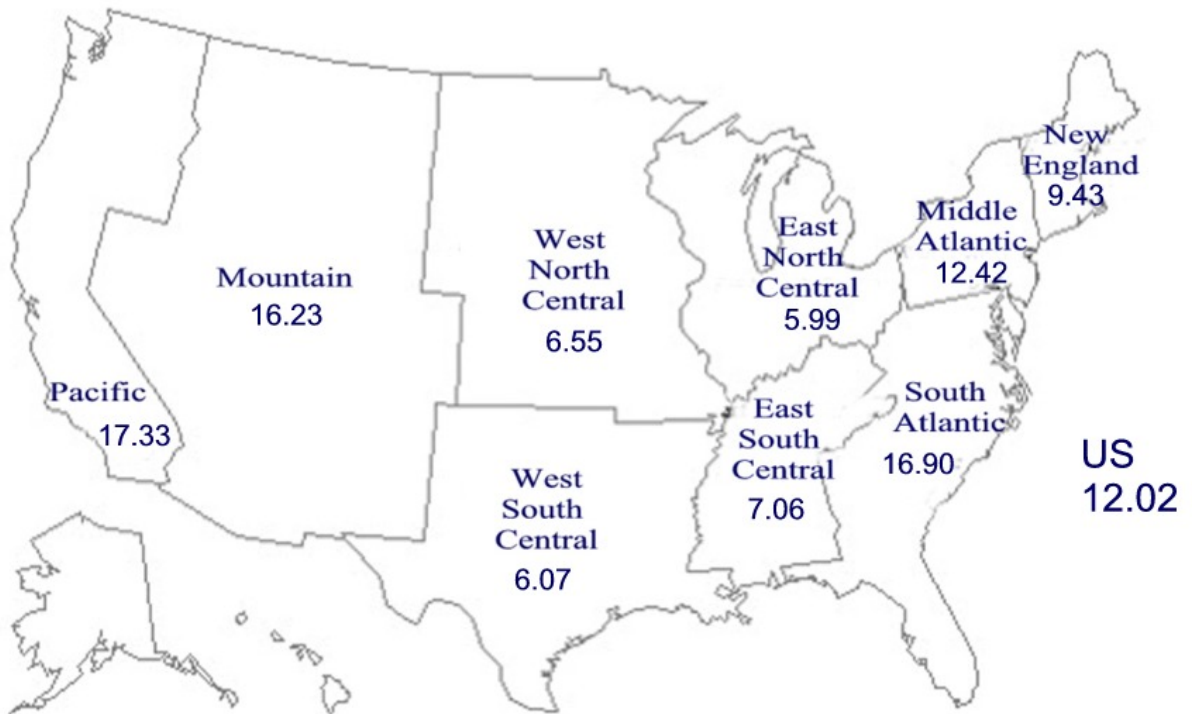 New
England
9.43
Middle
Atlantic
12.42
East
North
Central
5.99
West
North
Central
6.55
Mountain
16.23
Pacific
17.33
South
Atlantic
16.90
East
South
Central
7.06
West
South
Central
6.07
US
12.02